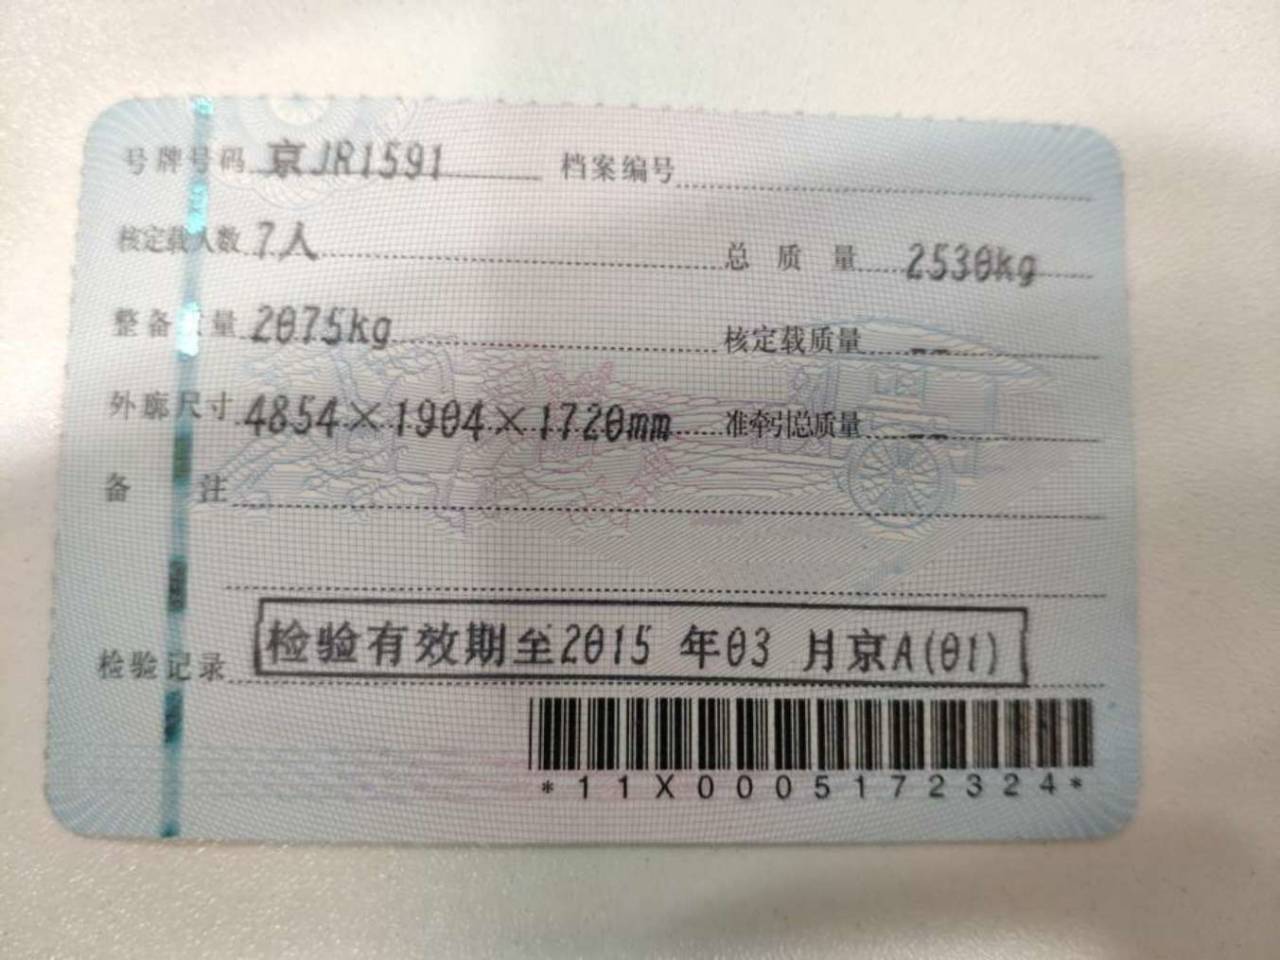 号牌号码 京JR1591 档案编号
核定载人数 7人 总质量 2530kg
整备质量 2075kg 核定载质量 --
外廓尺寸 4854×1904×1720mm 准牵引总质量 --
备注
检验记录 检验有效期至2015 年03 月京A(01)
*11X0005172324*